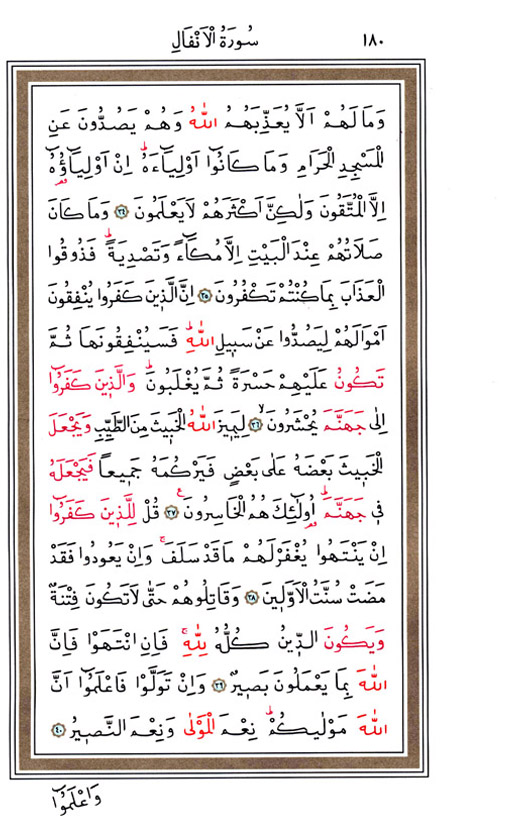 ١٨٠ سُورَةُ الْاَنْفَالِ
وَمَا لَهُمْ اَلَّا يُعَذِّبَهُمُ اللّٰهُ وَهُمْ يَصُدُّونَ عَنِ
الْمَسْجِدِ الْحَرَامِ وَمَا كَانُٓوا اَوْلِيَٓاءَهُۜ اِنْ اَوْلِيَٓاؤُ۬هُٓ
اِلَّا الْمُتَّقُونَ وَلٰكِنَّ اَكْثَرَهُمْ لَا يَعْلَمُونَ ﴿٣٤﴾ وَمَا كَانَ
صَلَاتُهُمْ عِنْدَ الْبَيْتِ اِلَّا مُكَٓاءً وَتَصْدِيَةًۜ فَذُوقُوا
الْعَذَابَ بِمَا كُنْتُمْ تَكْفُرُونَ ﴿٣٥﴾ اِنَّ الَّذ۪ينَ كَفَرُوا يُنْفِقُونَ
اَمْوَالَهُمْ لِيَصُدُّوا عَنْ سَب۪يلِ اللّٰهِۜ فَسَيُنْفِقُونَهَا ثُمَّ
تَكُونُ عَلَيْهِمْ حَسْرَةً ثُمَّ يُغْلَبُونَۜ وَالَّذ۪ينَ كَفَرُٓوا
اِلٰى جَهَنَّمَ يُحْشَرُونَۙ ﴿٣٦﴾ لِيَم۪يزَ اللّٰهُ الْخَب۪يثَ مِنَ الطَّيِّبِ وَيَجْعَلَ
الْخَب۪يثَ بَعْضَهُ عَلٰى بَعْضٍ فَيَرْكُمَهُ جَم۪يعاً فَيَجْعَلَهُ
ف۪ي جَهَنَّمَۜ اُو۬لٰٓئِكَ هُمُ الْخَاسِرُونَ۟ ﴿٣٧﴾ قُلْ لِلَّذ۪ينَ كَفَرُٓوا
اِنْ يَنْتَهُوا يُغْفَرْ لَهُمْ مَا قَدْ سَلَفَۚ وَاِنْ يَعُودُوا فَقَدْ
مَضَتْ سُنَّتُ الْاَوَّل۪ينَ ﴿٣٨﴾ وَقَاتِلُوهُمْ حَتّٰى لَا تَكُونَ فِتْنَةٌ
وَيَكُونَ الدّ۪ينُ كُلُّهُ لِلّٰهِۚ فَاِنِ انْتَهَوْا فَاِنَّ
اللّٰهَ بِمَا يَعْمَلُونَ بَص۪يرٌ ﴿٣٩﴾ وَاِنْ تَوَلَّوْا فَاعْلَمُٓوا اَنَّ
اللّٰهَ مَوْلٰيكُمْۜ نِعْمَ الْمَوْلٰى وَنِعْمَ النَّص۪يرُ ﴿٤٠﴾
وَاعْلَمُٓوا